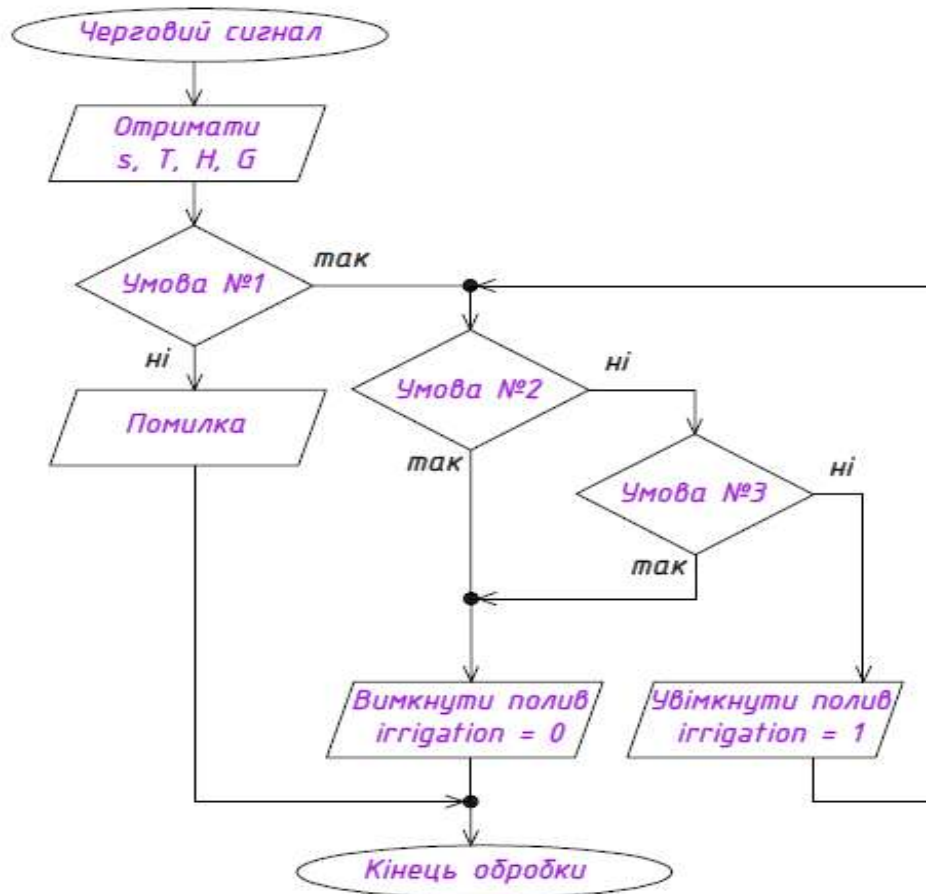 Черговий сигнал
Отримати
s, T, H, G
Умова №1
так
ні
Помилка
Умова №2
ні
так
Умова №3
ні
так
Вимкнути полив
irrigation = 0
Увімкнути полив
irrigation = 1
Кінець обробки